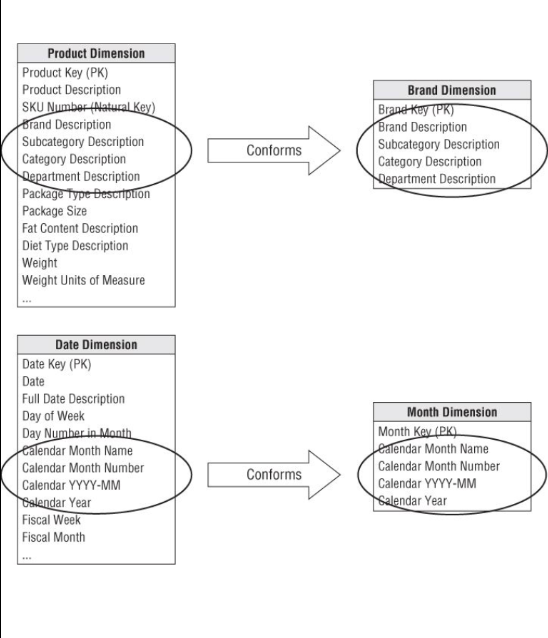 Product Dimension
Product Key (PK)
Product Description
SKU Number (Natural Key)
Brand Description
Subcategory Description
Category Description
Department Description
Package Type Description
Package Size
Fat Content Description
Diet Type Description
Weight
Weight Units of Measure
...
Conforms
Brand Dimension
Brand Key (PK)
Brand Description
Subcategory Description
Category Description
Department Description
Date Dimension
Date Key (PK)
Date
Full Date Description
Day of Week
Day Number in Month
Calendar Month Name
Calendar Month Number
Calendar YYYY-MM
Calendar Year
Fiscal Week
Fiscal Month
...
Conforms
Month Dimension
Month Key (PK)
Calendar Month Name
Calendar Month Number
Calendar YYYY-MM
Calendar Year